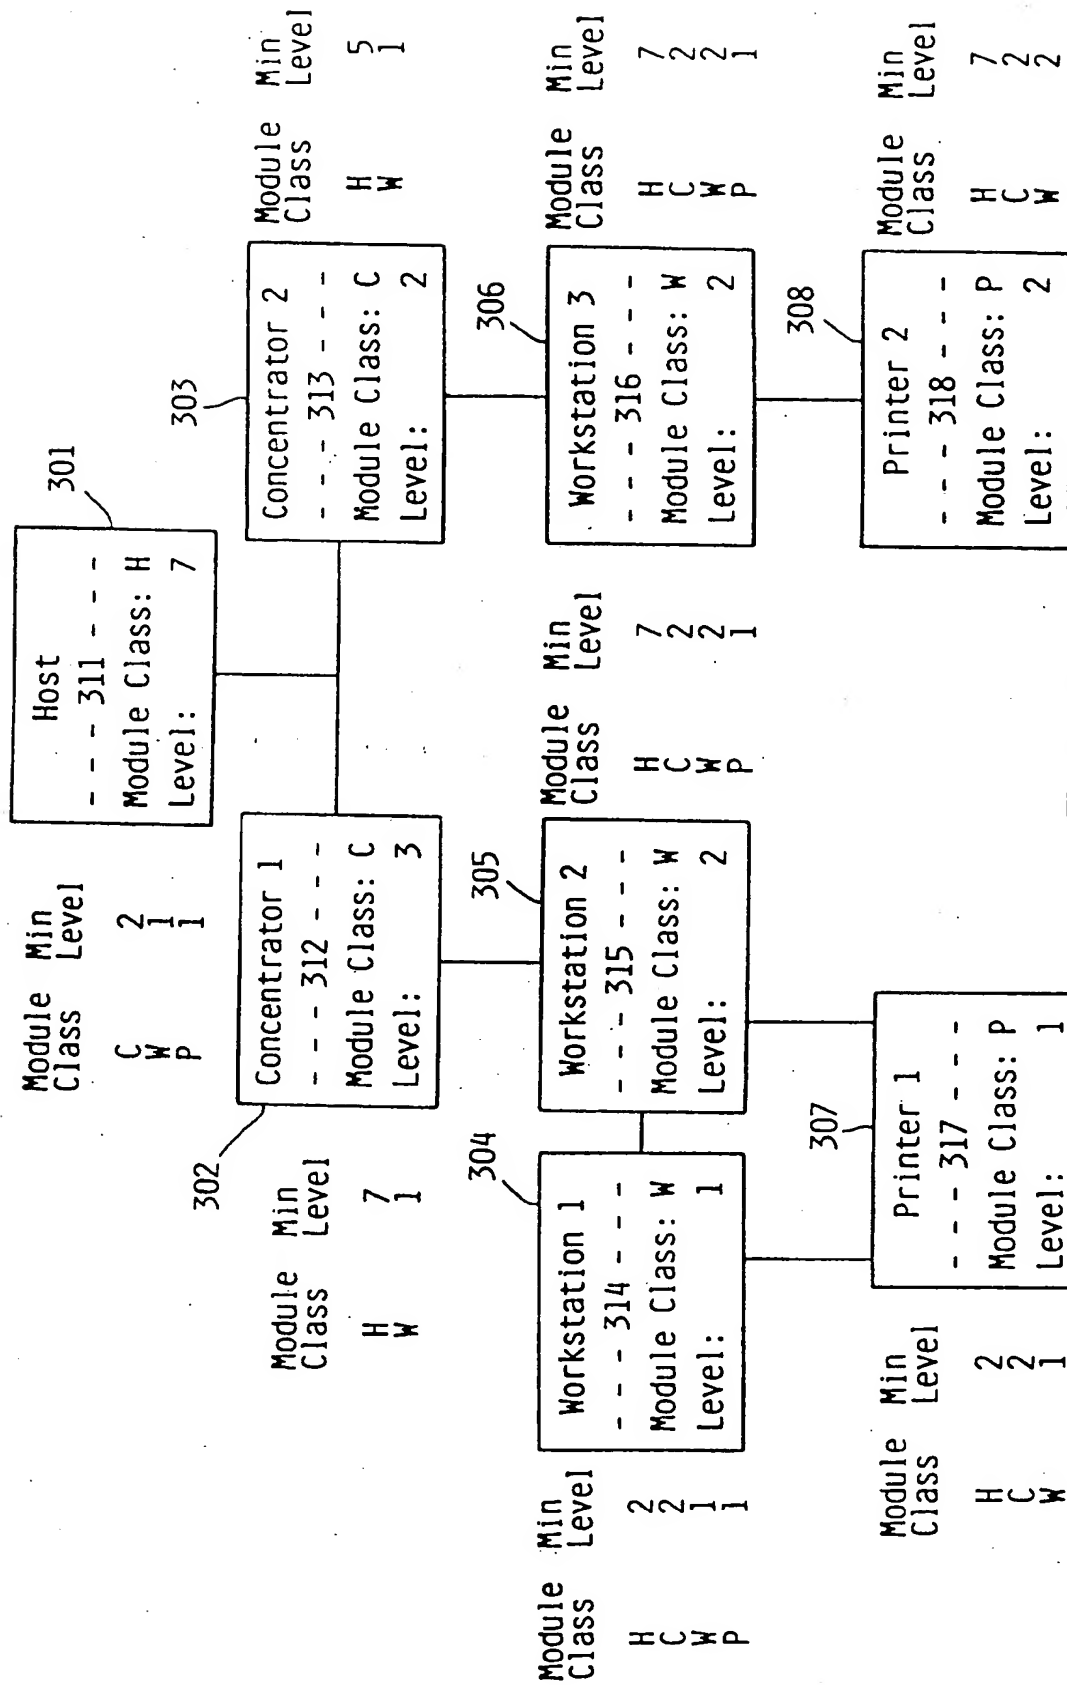 Module Min
Class Level
C 2
W 1
P 1
Host
- - - 311 - - - -
Module Class: H
Level: 7
301
302
Concentrator 1
- - - - 312 - - - -
Module Class: C
Level: 3
Module Min
Class Level
H 7
W 1
303
Concentrator 2
- - - - 313 - - - -
Module Class: C
Level: 2
Module Min
Class Level
H 5
W 1
Module Min
Class Level
H 2
C 2
W 1
P 1
304
Workstation 1
- - - 314 - - - -
Module Class: W
Level: 1
305
Workstation 2
- - - 315 - - - -
Module Class: W
Level: 2
Module Min
Class Level
H 7
C 2
W 2
P 1
306
Workstation 3
- - - 316 - - - -
Module Class: W
Level: 2
Module Min
Class Level
H 7
C 2
W 2
P 1
Module Min
Class Level
H 2
C 2
W 1
307
Printer 1
- - - 317 - - - -
Module Class: P
Level: 1
308
Printer 2
- - - 318 - - - -
Module Class: P
Level: 2
Module Min
Class Level
H 7
C 2
W 2